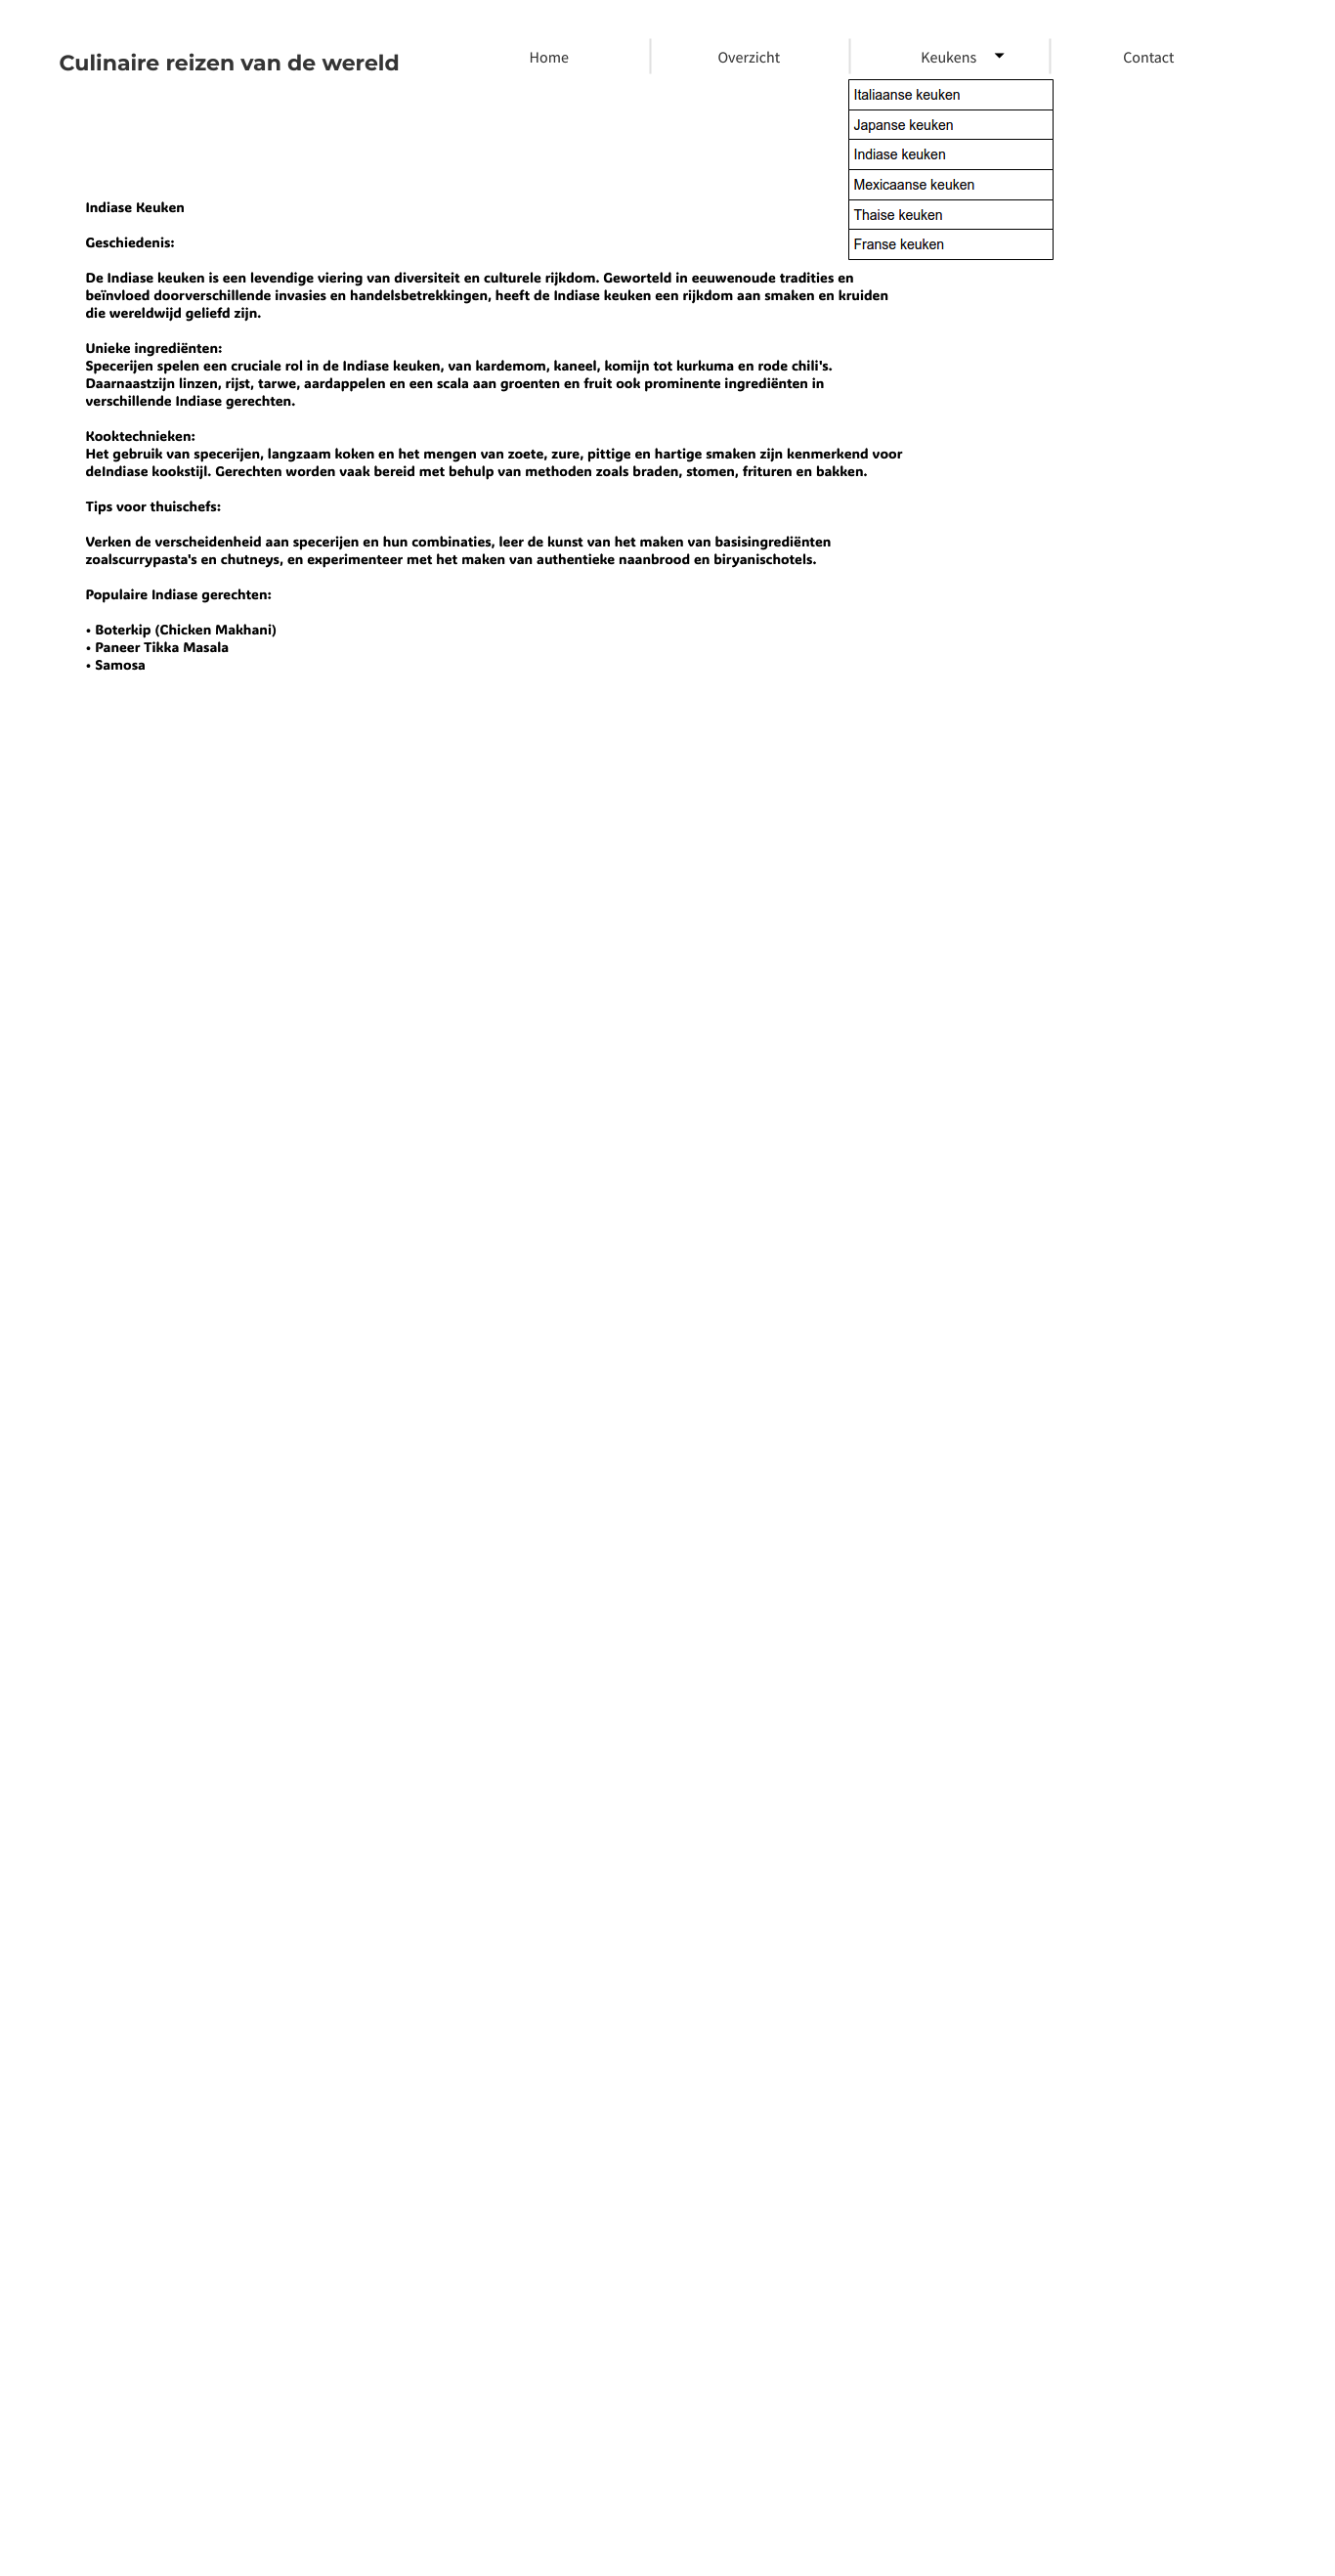 Culinaire reizen van de wereld
Home
Overzicht
Keukens
Contact
Italiaanse keuken
Japanse keuken
Indiase keuken
Mexicaanse keuken
Thaise keuken
Franse keuken
Indiase Keuken
Geschiedenis:
De Indiase keuken is een levendige viering van diversiteit en culturele rijkdom. Geworteld in eeuwenoude tradities en
beïnvloed doorverschillende invasies en handelsbetrekkingen, heeft de Indiase keuken een rijkdom aan smaken en kruiden
die wereldwijd geliefd zijn.
Unieke ingrediënten:
Specerijen spelen een cruciale rol in de Indiase keuken, van kardemom, kaneel, komijn tot kurkuma en rode chili's.
Daarnaastzijn linzen, rijst, tarwe, aardappelen en een scala aan groenten en fruit ook prominente ingrediënten in
verschillende Indiase gerechten.
Kooktechnieken:
Het gebruik van specerijen, langzaam koken en het mengen van zoete, zure, pittige en hartige smaken zijn kenmerkend voor
deIndiase kookstijl. Gerechten worden vaak bereid met behulp van methoden zoals braden, stomen, frituren en bakken.
Tips voor thuischefs:
Verken de verscheidenheid aan specerijen en hun combinaties, leer de kunst van het maken van basisingrediënten
zoalscurrypasta's en chutneys, en experimenteer met het maken van authentieke naanbrood en biryanischotels.
Populaire Indiase gerechten:
• Boterkip (Chicken Makhani)
• Paneer Tikka Masala
• Samosa